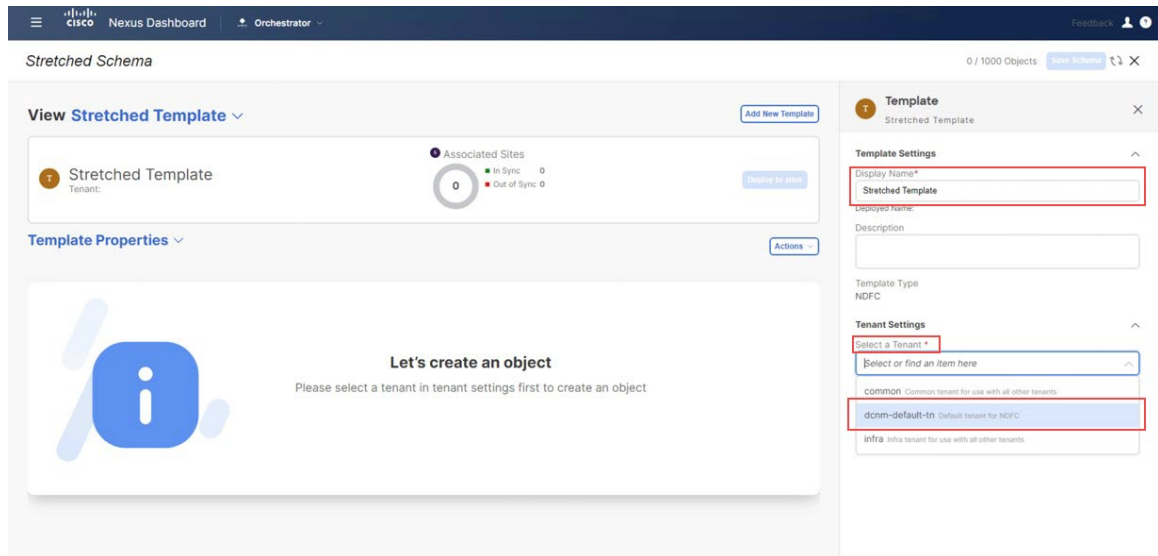 cisco Nexus Dashboard Orchestrator Feedback
Stretched Schema 0 / 1000 Objects Save Schema
View Stretched Template Add New Template
T Stretched Template
Tenant:
Associated Sites
0
In Sync 0
Out of Sync 0
Deploy to sites
Template Properties Actions
Let's create an object
Please select a tenant in tenant settings first to create an object
T Template
Stretched Template
Template Settings
Display Name*
Stretched Template
Deployed Name:
Description
Template Type
NDFC
Tenant Settings
Select a Tenant *
Select or find an item here
common Common tenant for use with all other tenants
dcnm-default-tn Default tenant for NDFC
infra Infra tenant for use with all other tenants